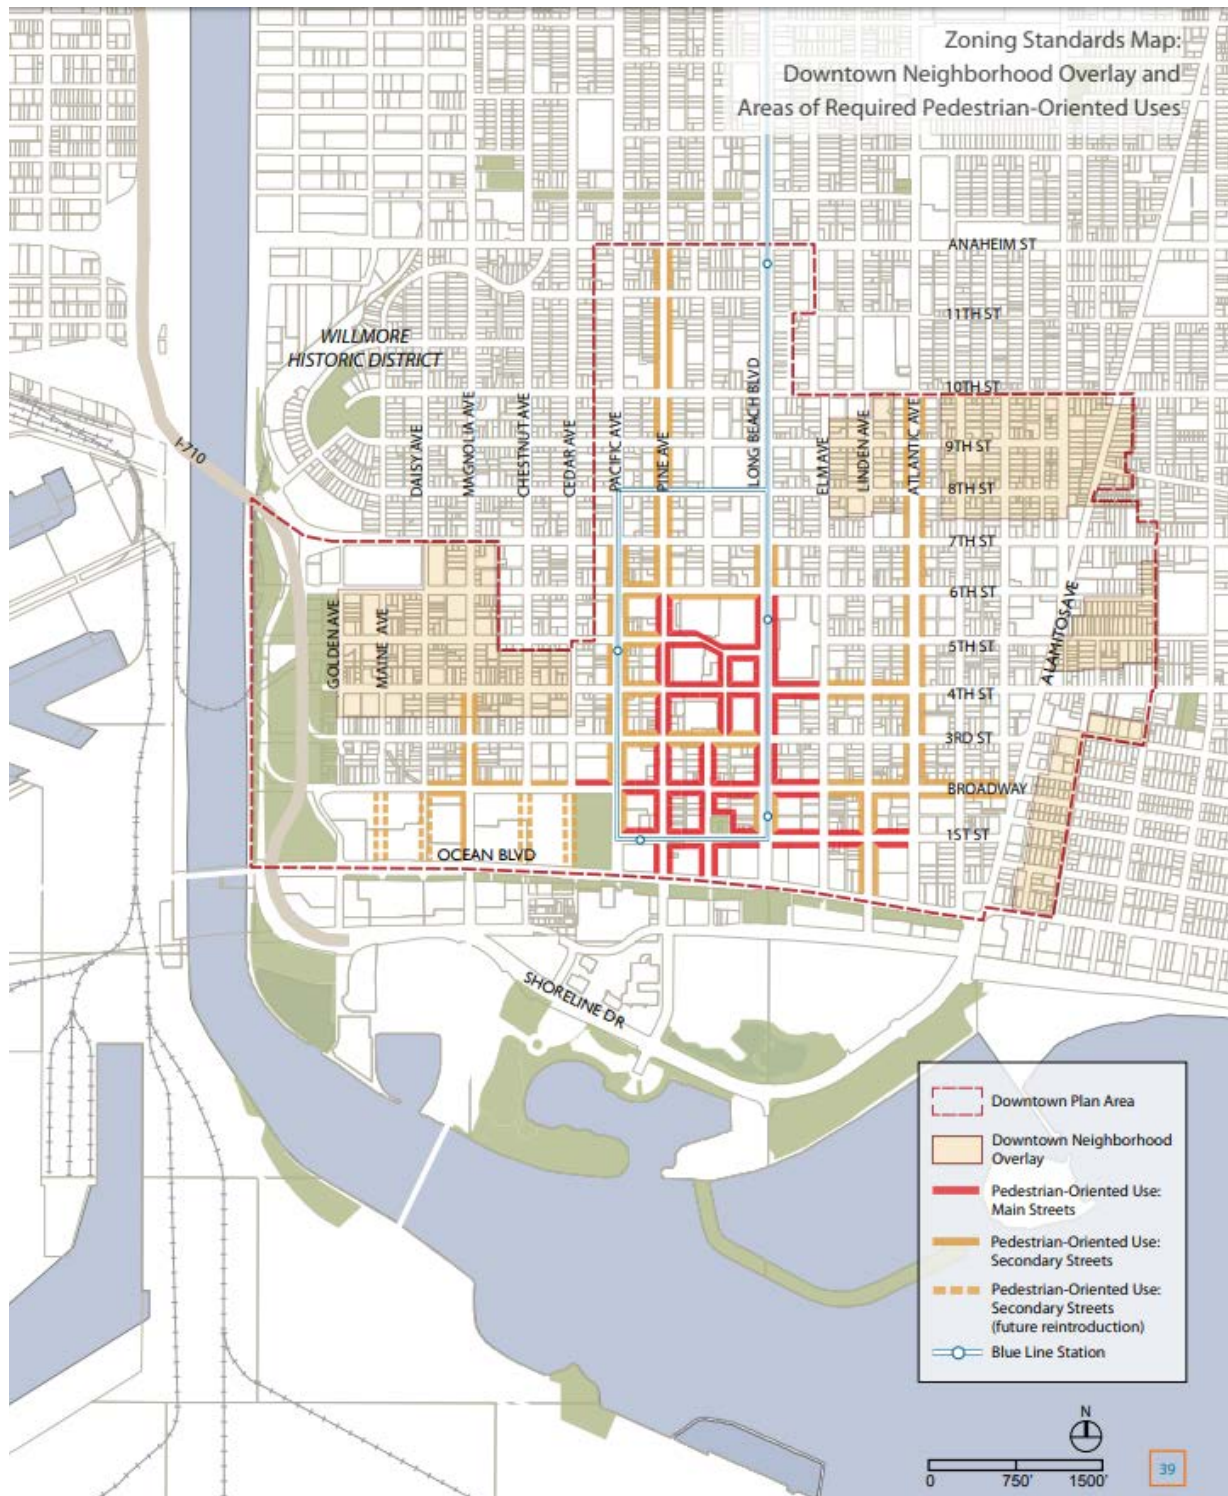 Zoning Standards Map:
Downtown Neighborhood Overlay and
Areas of Required Pedestrian-Oriented Uses
ANAHEIM ST
11TH ST
WILLMORE
HISTORIC DISTRICT
10TH ST
I-710
DAISY AVE
MAGNOLIA AVE
CHESTNUT AVE
CEDAR AVE
PACIFIC AVE
PINE AVE
LONG BEACH BLVD
ELM AVE
LINDEN AVE
ATLANTIC AVE
9TH ST
8TH ST
7TH ST
6TH ST
GOLDEN AVE
MAINE AVE
ALAMITOS AVE
5TH ST
4TH ST
3RD ST
BROADWAY
1ST ST
OCEAN BLVD
SHORELINE DR
Downtown Plan Area
Downtown Neighborhood
Overlay
Pedestrian-Oriented Use:
Main Streets
Pedestrian-Oriented Use:
Secondary Streets
Pedestrian-Oriented Use:
Secondary Streets
(future reintroduction)
Blue Line Station
N
0 750' 1500'
39